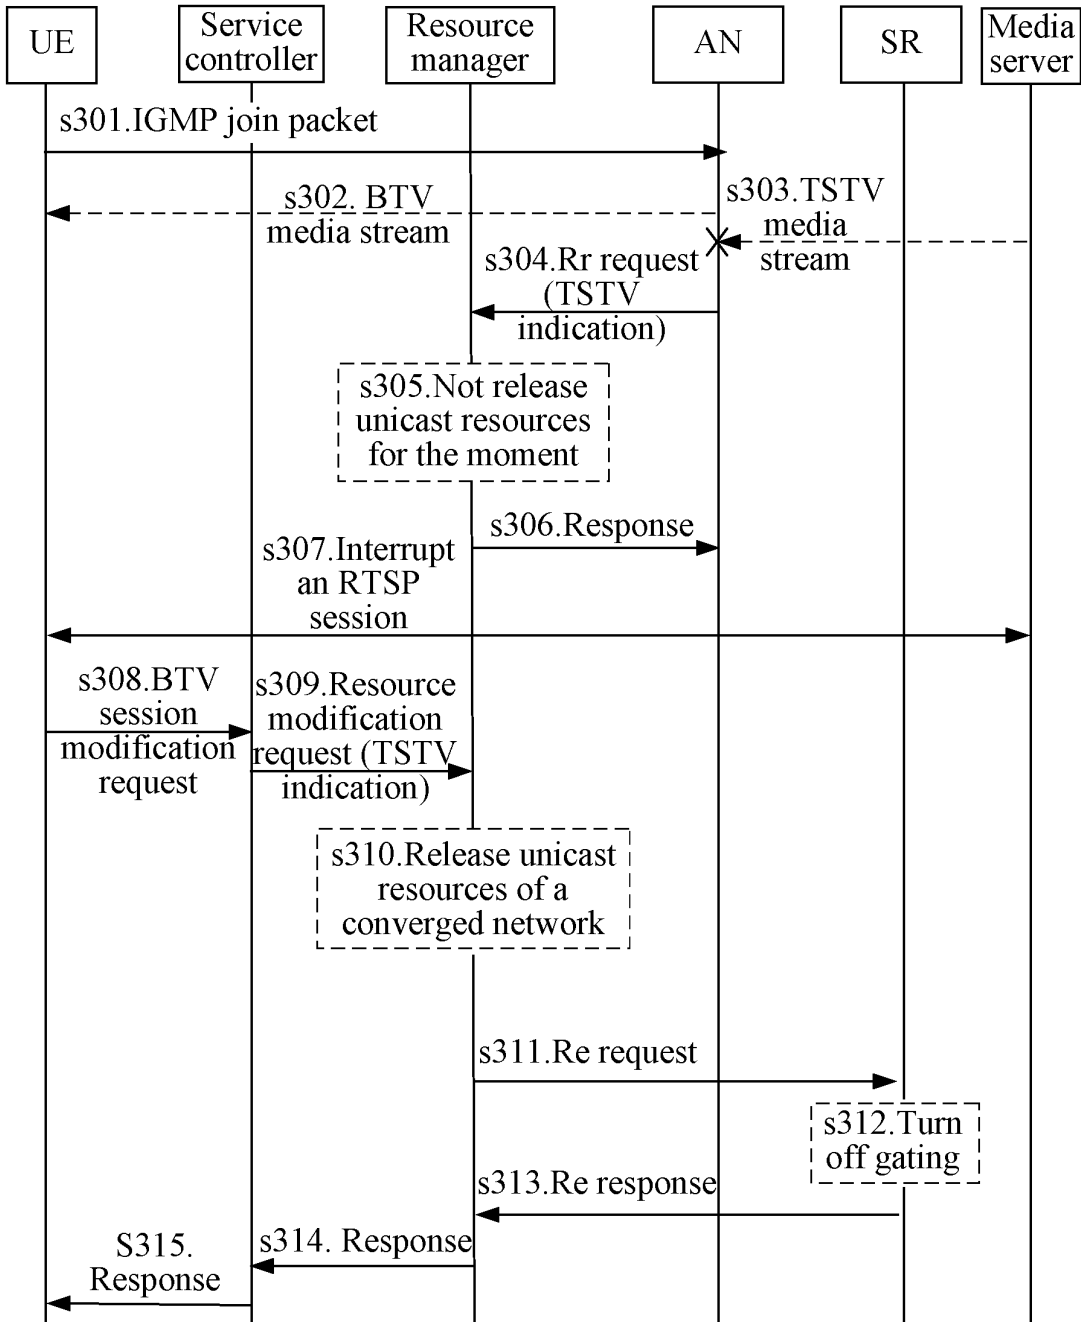 UE
Service
controller
Resource
manager
AN
SR
Media
server
s301.IGMP join packet
s302. BTV
media stream
s303.TSTV
media
stream
s304.Rr request
(TSTV
indication)
s305.Not release
unicast resources
for the moment
s306.Response
s307.Interrupt
an RTSP
session
s308.BTV
session
modification
request
s309.Resource
modification
request (TSTV
indication)
s310.Release unicast
resources of a
converged network
s311.Re request
s312.Turn
off gating
s313.Re response
s314. Response
S315.
Response